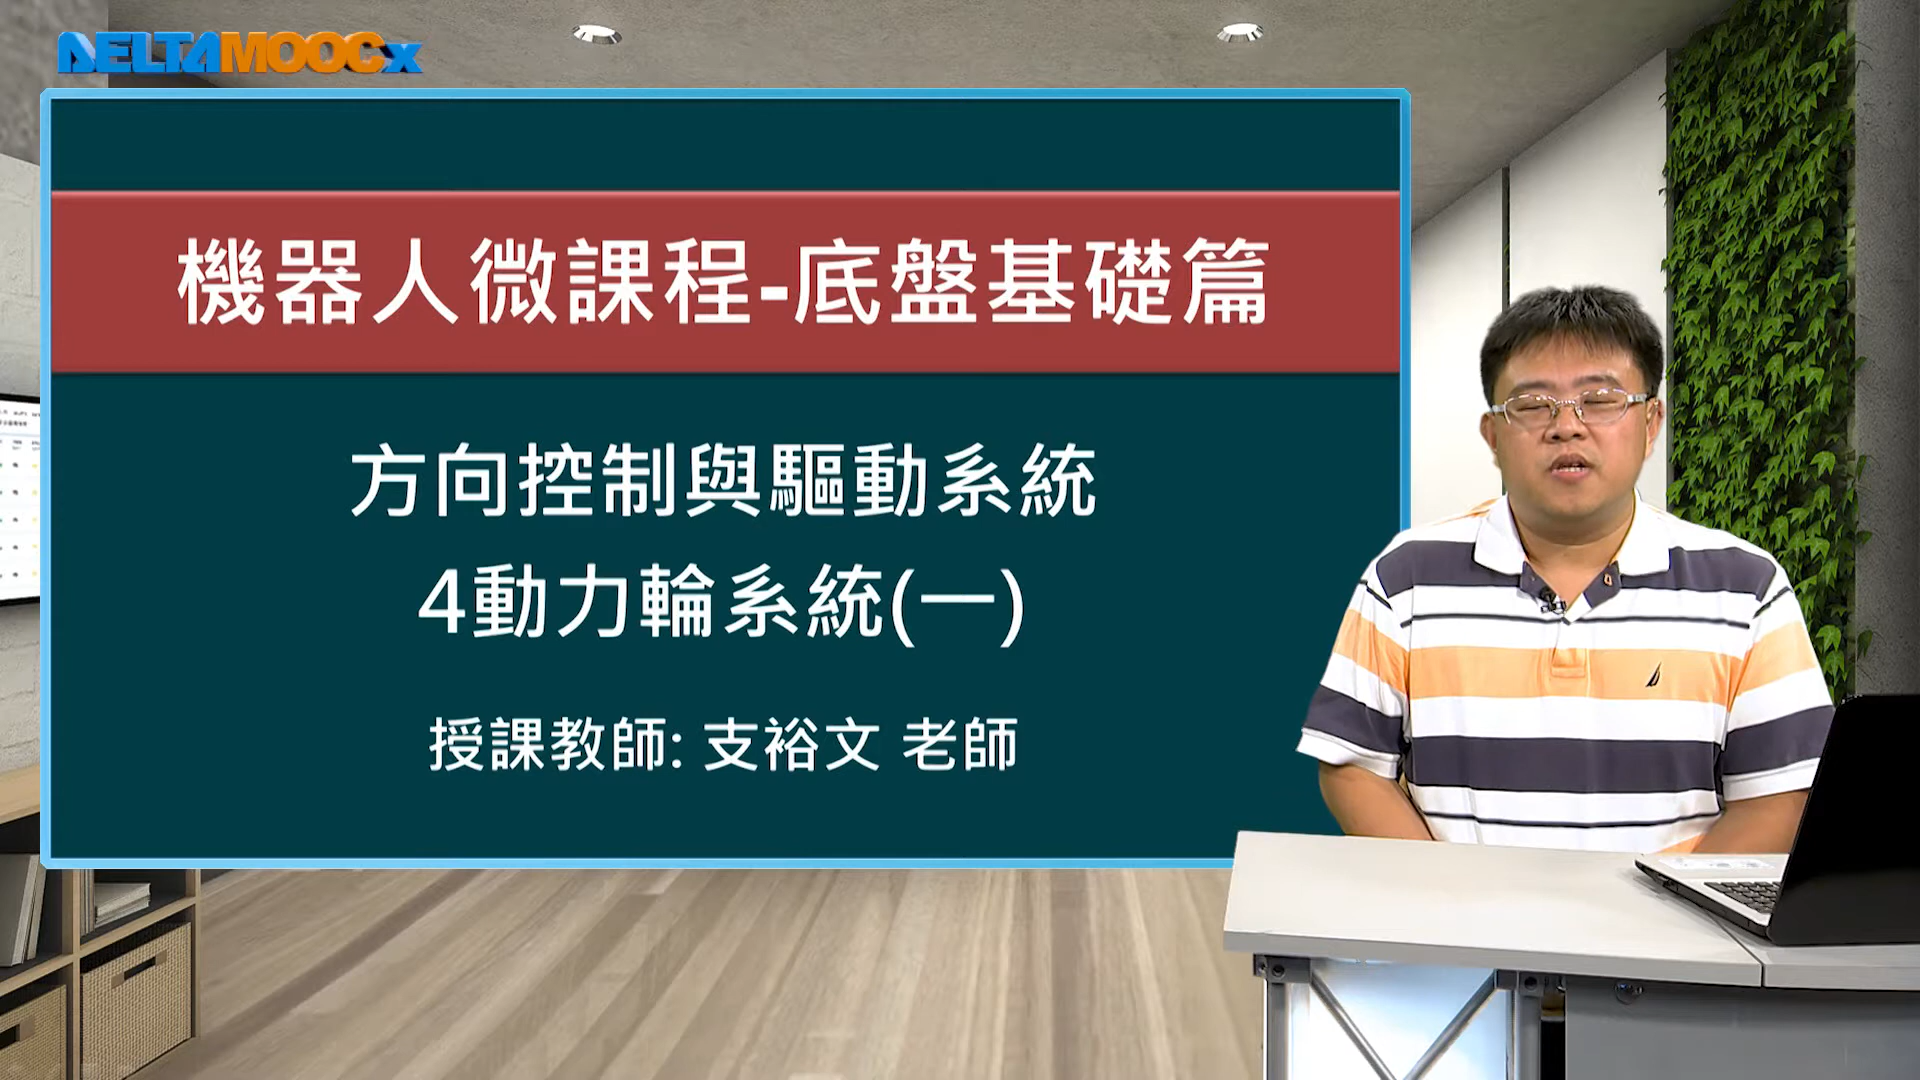 DELTAMOOCx
機器人微課程-底盤基礎篇
方向控制與驅動系統
4動力輪系統(一)
授課教師: 支裕文 老師